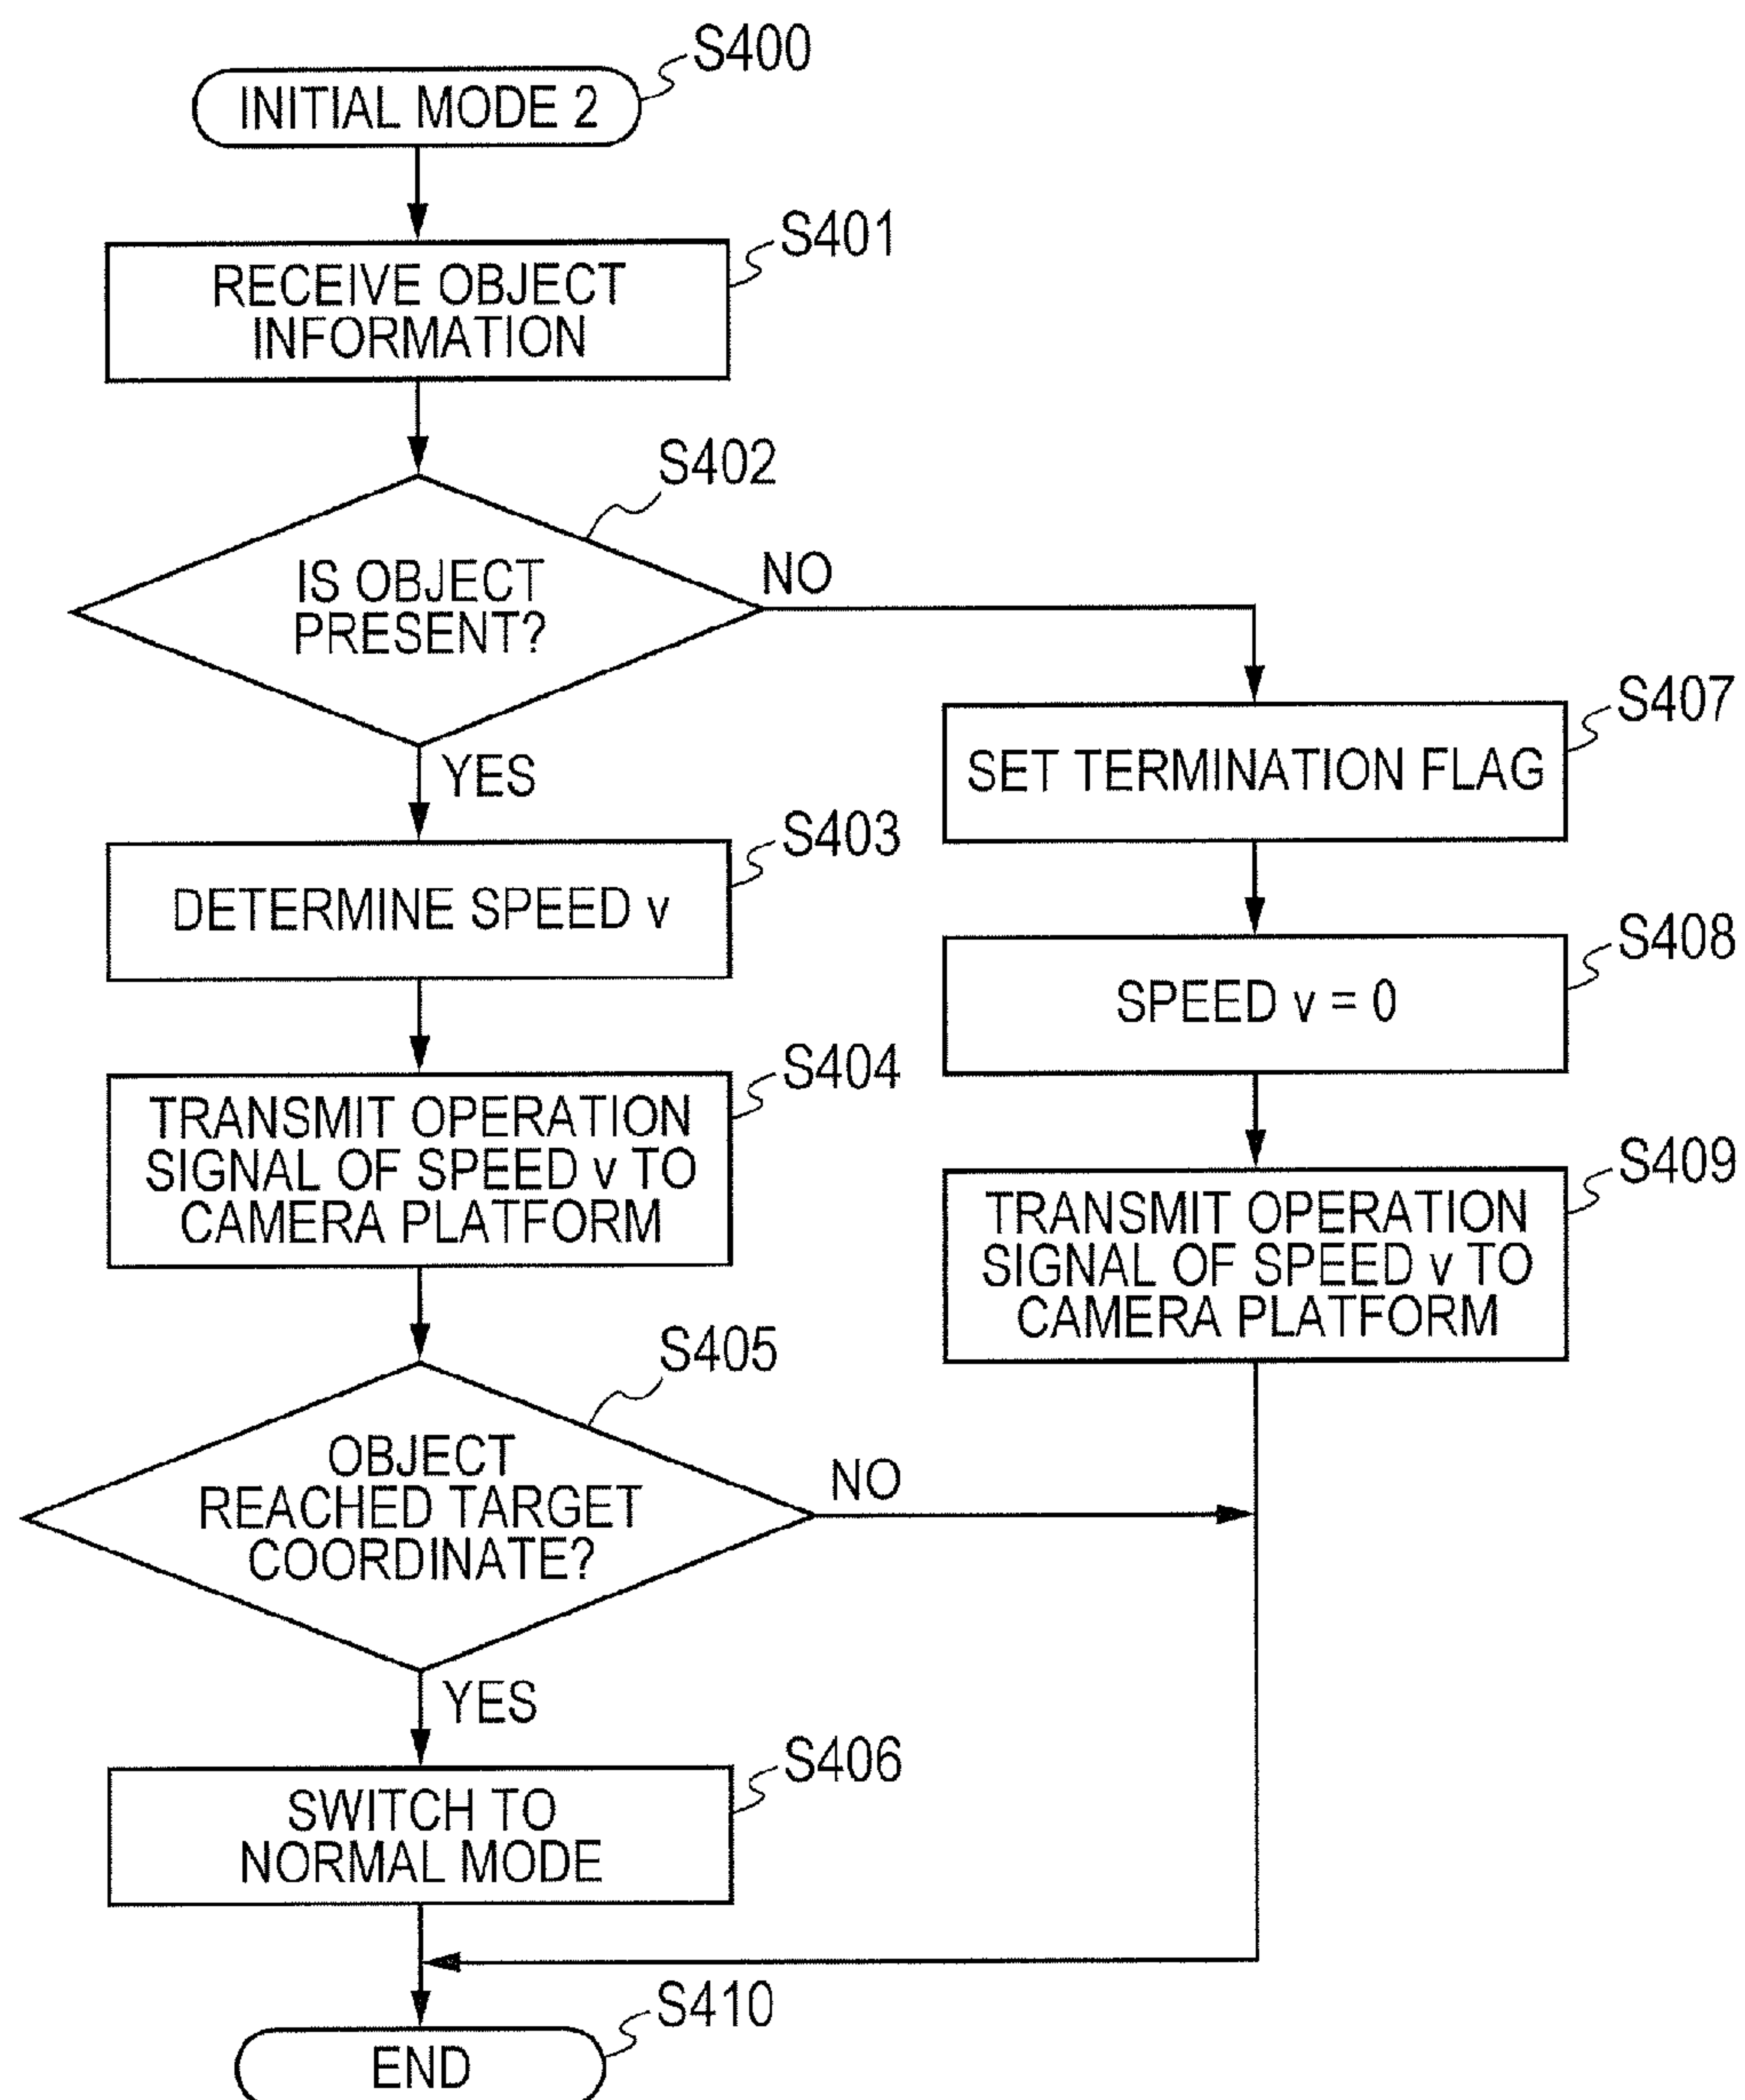 S400
INITIAL MODE 2
S401
RECEIVE OBJECT
INFORMATION
S402
IS OBJECT
PRESENT?
NO
YES
S403
DETERMINE SPEED v
S404
TRANSMIT OPERATION
SIGNAL OF SPEED v TO
CAMERA PLATFORM
S405
OBJECT
REACHED TARGET
COORDINATE?
NO
YES
S406
SWITCH TO
NORMAL MODE
S407
SET TERMINATION FLAG
S408
SPEED v = 0
S409
TRANSMIT OPERATION
SIGNAL OF SPEED v TO
CAMERA PLATFORM
S410
END